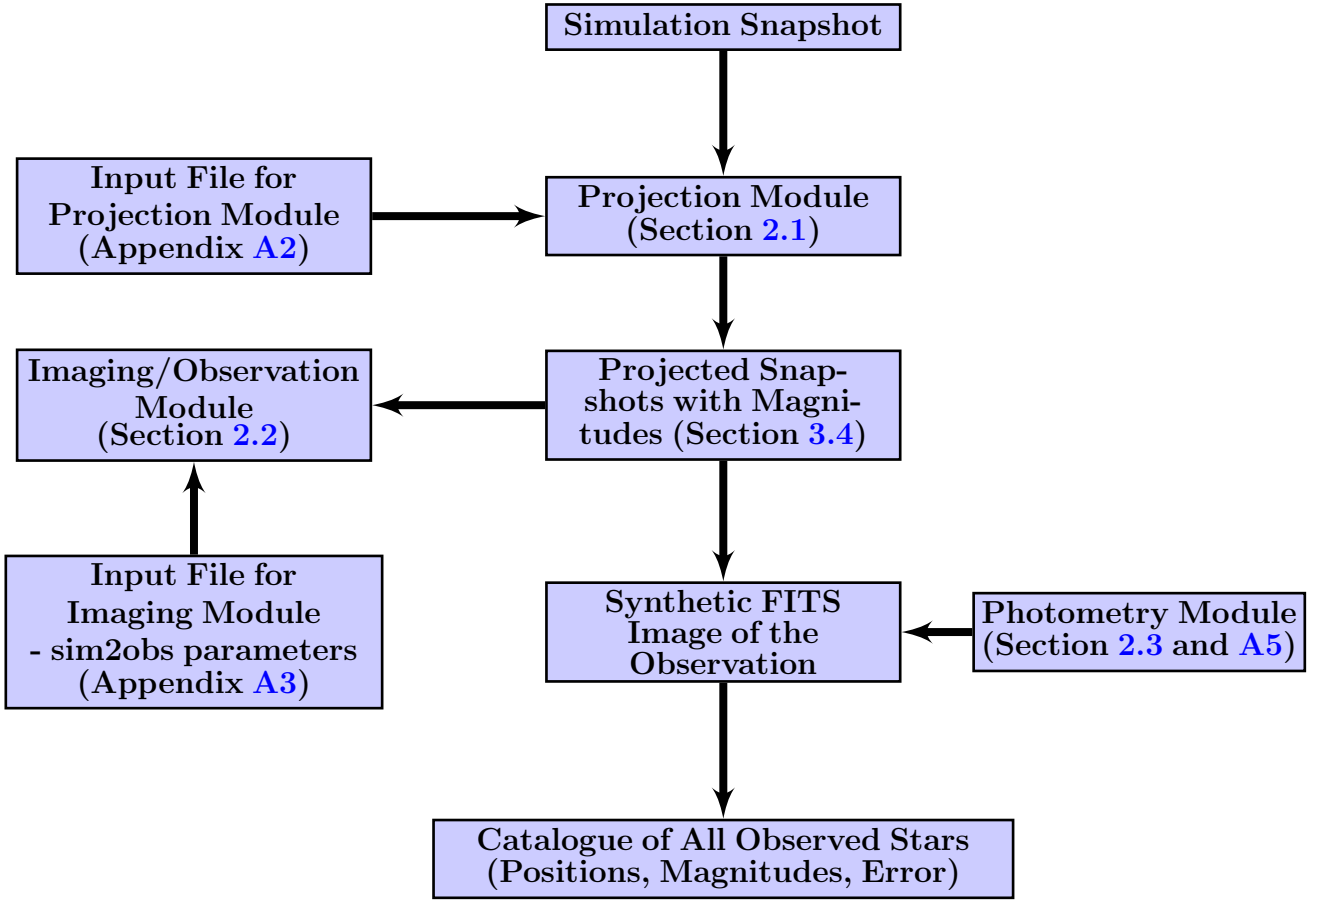 Simulation Snapshot
Input File for
Projection Module
(Appendix A2)
Projection Module
(Section 2.1)
Imaging/Observation
Module
(Section 2.2)
Projected Snap-
shots with Magni-
tudes (Section 3.4)
Input File for
Imaging Module
- sim2obs parameters
(Appendix A3)
Synthetic FITS
Image of the
Observation
Photometry Module
(Section 2.3 and A5)
Catalogue of All Observed Stars
(Positions, Magnitudes, Error)